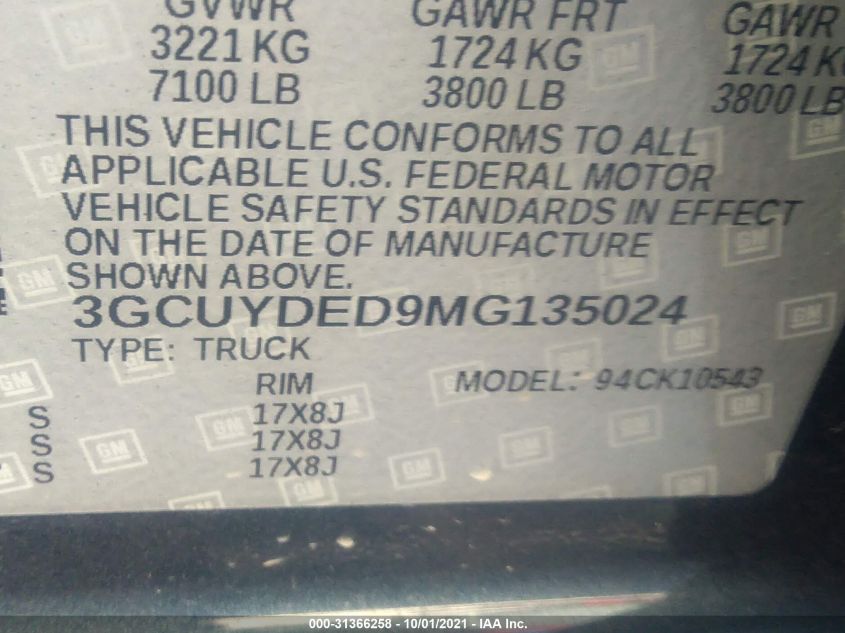 GVWR GAWR FRT GAWR
3221 KG 1724 KG 1724 K
7100 LB 3800 LB 3800 LB
THIS VEHICLE CONFORMS TO ALL
APPLICABLE U.S. FEDERAL MOTOR
VEHICLE SAFETY STANDARDS IN EFFECT
ON THE DATE OF MANUFACTURE
SHOWN ABOVE.
3GCUYDED9MG135024
TYPE: TRUCK
RIM MODEL: 94CK10543
S 17X8J
S 17X8J
S 17X8J
GM
000-31366258 - 10/01/2021 - IAA Inc.